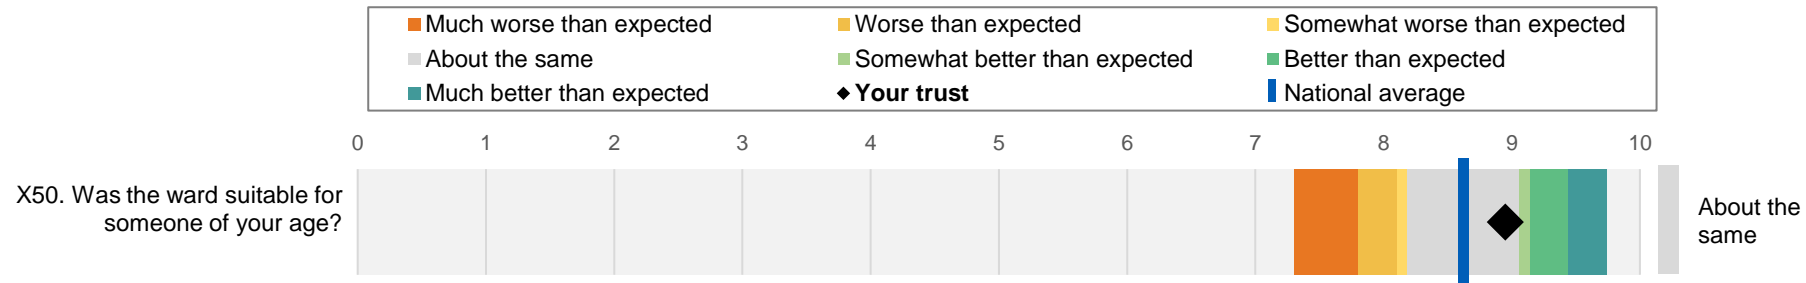 Much worse than expected
Worse than expected
Somewhat worse than expected
About the same
Somewhat better than expected
Better than expected
Much better than expected
Your trust
National average
0 1 2 3 4 5 6 7 8 9 10
X50. Was the ward suitable for
someone of your age?
About the
same